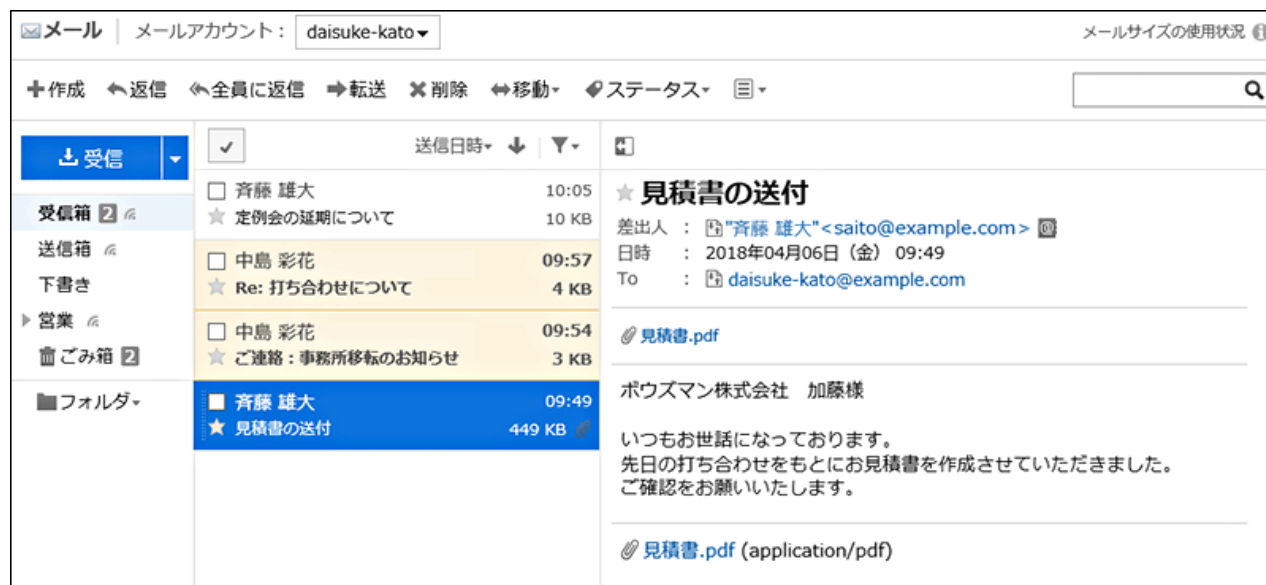 メール メールアカウント： daisuke-kato メールサイズの使用状況
作成 返信 全員に返信 転送 削除 移動 ステータス
受信
受信箱 2
送信箱
下書き
営業
ごみ箱 2
フォルダ
送信日時
斉藤 雄大 10:05
定例会の延期について 10 KB
中島 彩花 09:57
Re: 打ち合わせについて 4 KB
中島 彩花 09:54
ご連絡：事務所移転のお知らせ 3 KB
斉藤 雄大 09:49
見積書の送付 449 KB
見積書の送付
差出人 ： "斉藤 雄大"<saito@example.com>
日時 ： 2018年04月06日（金） 09:49
To ： daisuke-kato@example.com
見積書.pdf
ボウズマン株式会社　加藤様
いつもお世話になっております。
先日の打ち合わせをもとにお見積書を作成させていただきました。
ご確認をお願いいたします。
見積書.pdf (application/pdf)